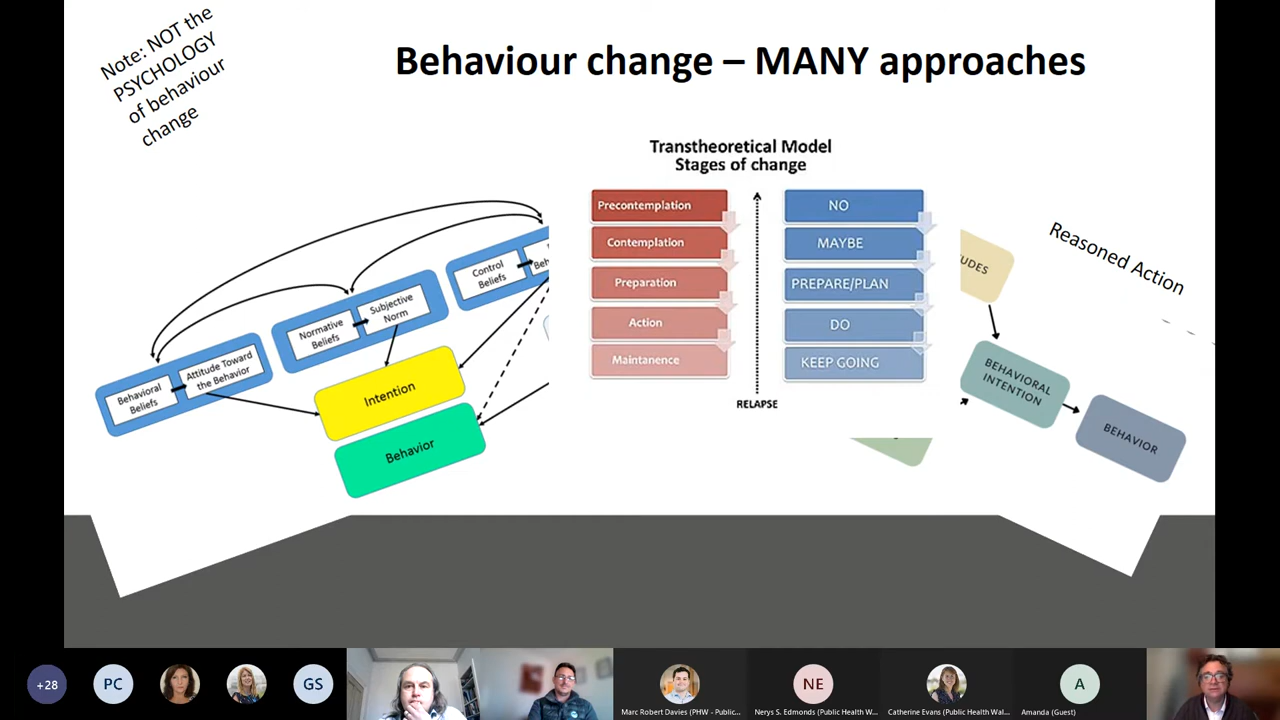 Note: NOT the
PSYCHOLOGY
of behaviour
change
Behaviour change – MANY approaches
Behavioral
Beliefs
Attitude Toward
the Behavior
Normative
Beliefs
Subjective
Norm
Control
Beliefs
Intention
Behavior
Transtheoretical Model
Stages of change
Precontemplation
Contemplation
Preparation
Action
Maintanence
NO
MAYBE
PREPARE/PLAN
DO
KEEP GOING
RELAPSE
Reasoned Action
UDES
BEHAVIORAL
INTENTION
BEHAVIOR
+28
PC
GS
NE
A
Marc Robert Davies (PHW - Public...
Nerys S. Edmonds (Public Health W...
Catherine Evans (Public Health Wal...
Amanda (Guest)